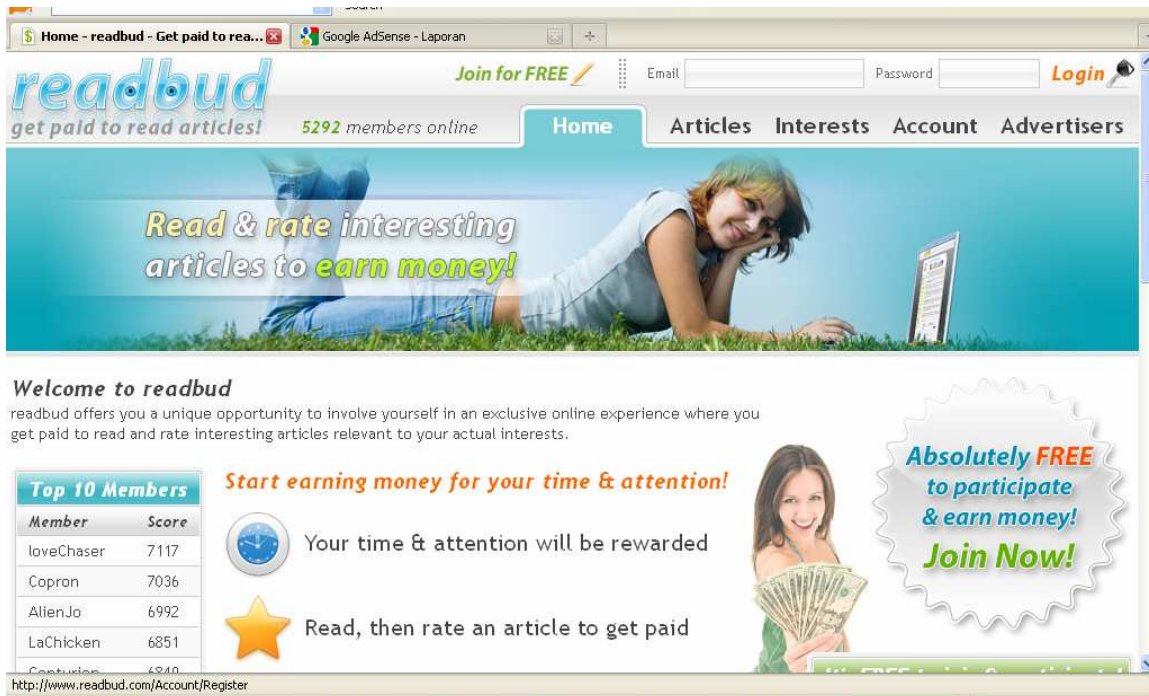 Search
Home - readbud - Get paid to rea...
Google AdSense - Laporan
readbud
get paid to read articles!
Join for FREE
Email
Password
Login
5292 members online
Home
Articles
Interests
Account
Advertisers
Read & rate interesting
articles to earn money!
Welcome to readbud
readbud offers you a unique opportunity to involve yourself in an exclusive online experience where you
get paid to read and rate interesting articles relevant to your actual interests.
Absolutely FREE
to participate
& earn money!
Join Now!
Top 10 Members
Member Score
loveChaser 7117
Copron 7036
AlienJo 6992
LaChicken 6851
Centurion 6840
Start earning money for your time & attention!
Your time & attention will be rewarded
Read, then rate an article to get paid
http://www.readbud.com/Account/Register